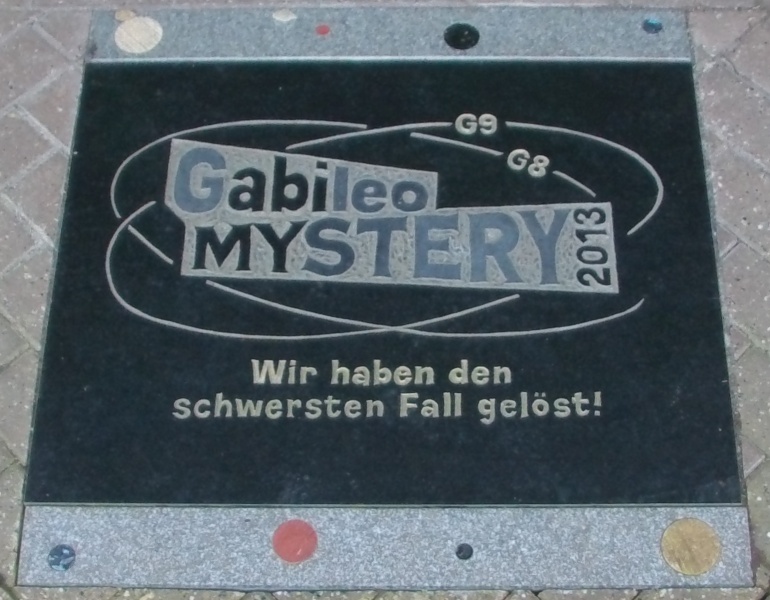 G9
G8
Gabileo
MYSTERY 2013
Wir haben den
schwersten Fall gelöst!